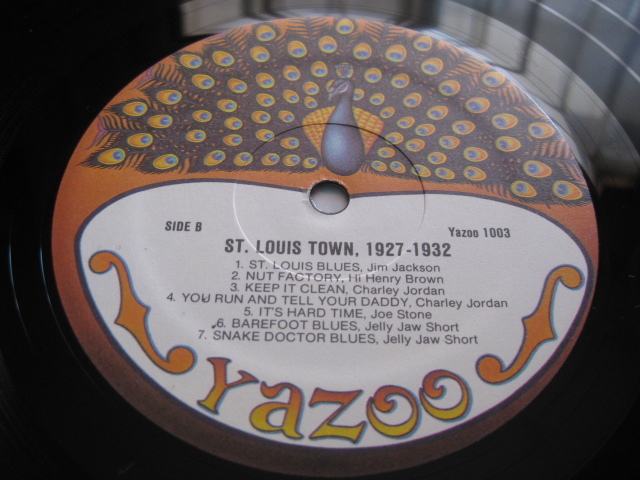 SIDE B
Yazoo 1003
ST. LOUIS TOWN, 1927-1932
1. ST. LOUIS BLUES, Jim Jackson
2. NUT FACTORY, Hi Henry Brown
3. KEEP IT CLEAN, Charley Jordan
4. YOU RUN AND TELL YOUR DADDY, Charley Jordan
5. IT'S HARD TIME, Joe Stone
6. BAREFOOT BLUES, Jelly Jaw Short
7. SNAKE DOCTOR BLUES, Jelly Jaw Short
Yazoo